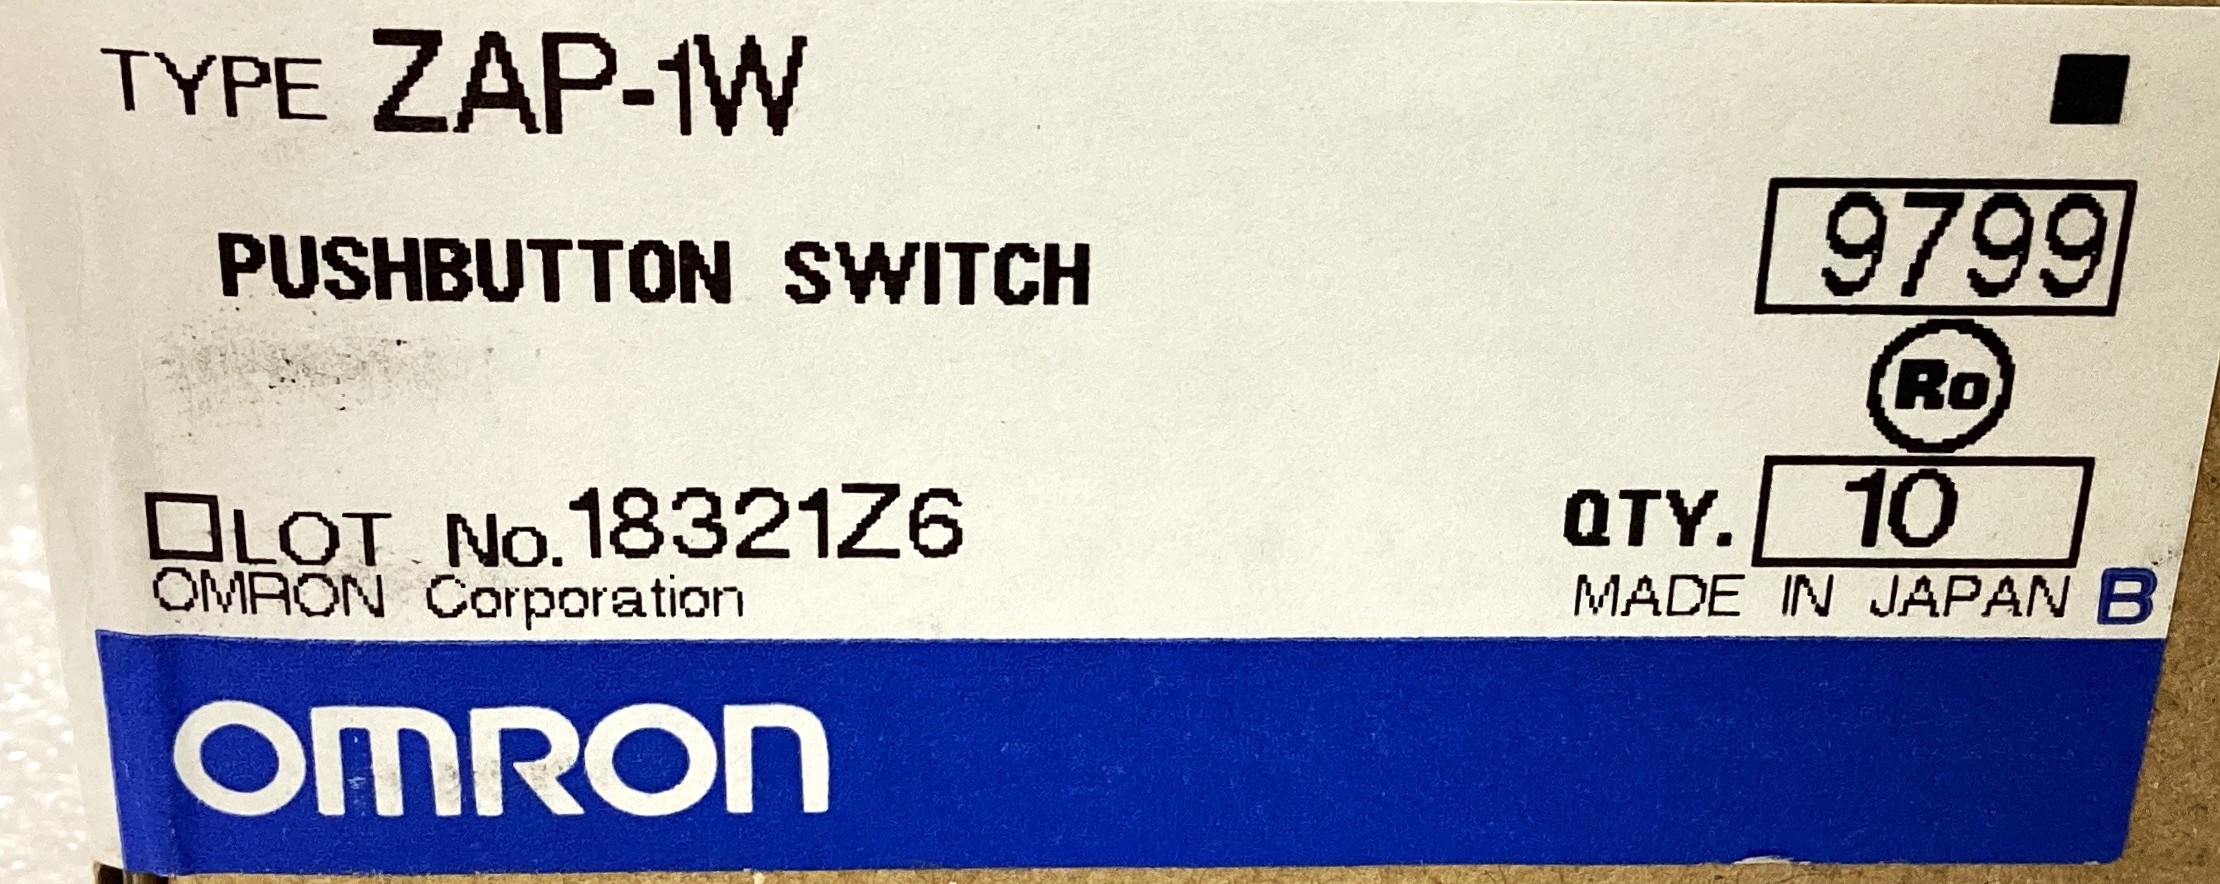 TYPE ZAP-1W
9799
PUSHBUTTON SWITCH
Ro
LOT No.18321Z6
QTY. 10
OMRON Corporation
MADE IN JAPAN B
OMRON